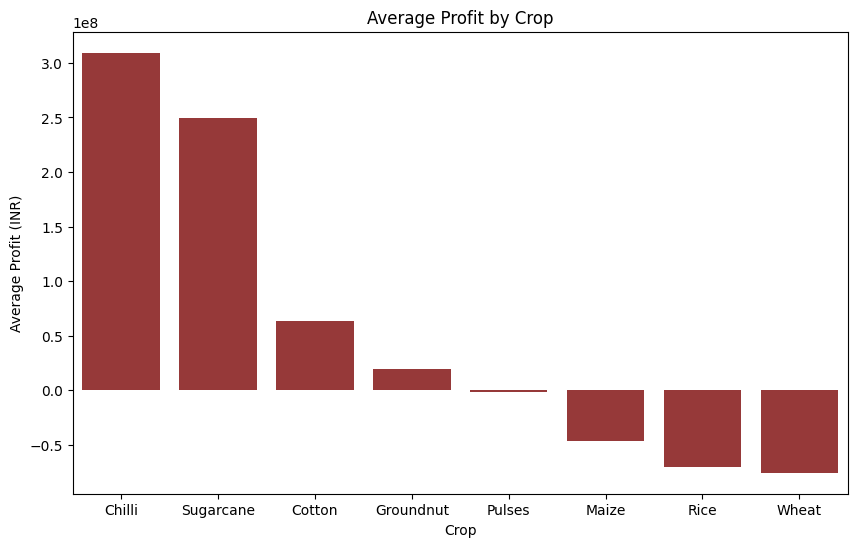 Average Profit by Crop
1e8
3.0
2.5
2.0
1.5
1.0
0.5
0.0
−0.5
Average Profit (INR)
Chilli Sugarcane Cotton Groundnut Pulses Maize Rice Wheat
Crop